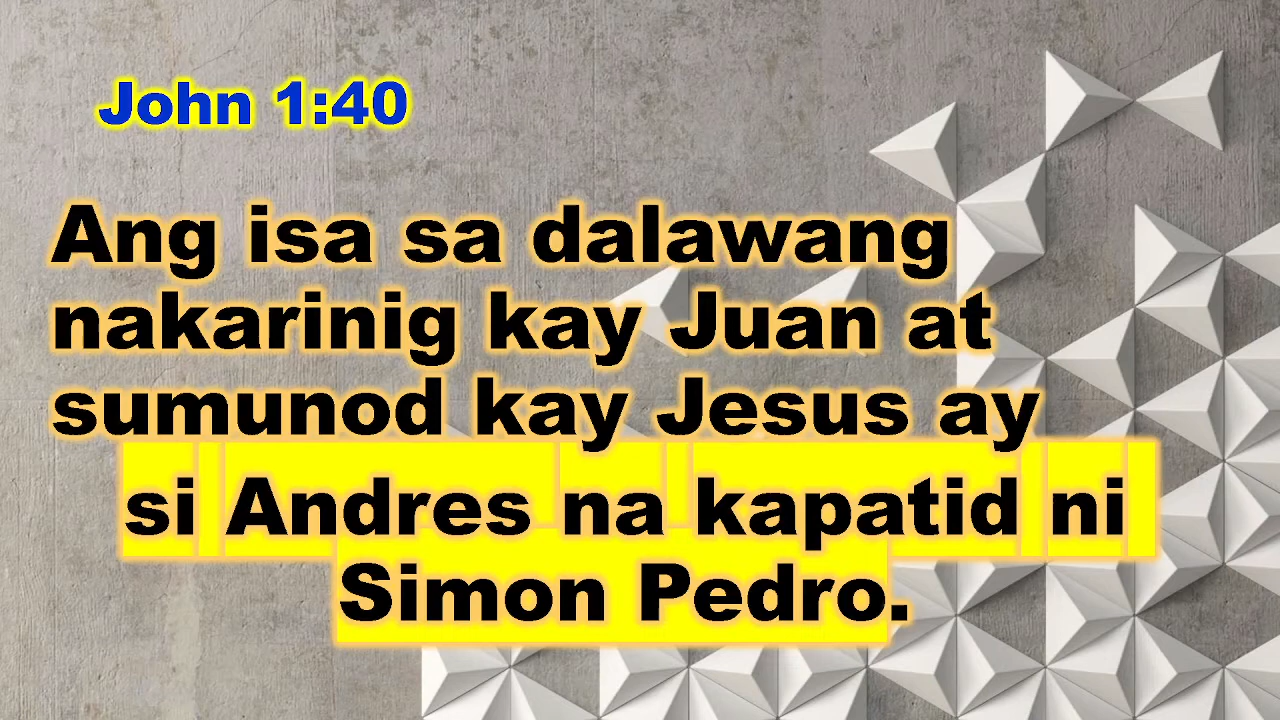 John 1:40
Ang isa sa dalawang
nakarinig kay Juan at
sumunod kay Jesus ay
si Andres na kapatid ni
Simon Pedro.